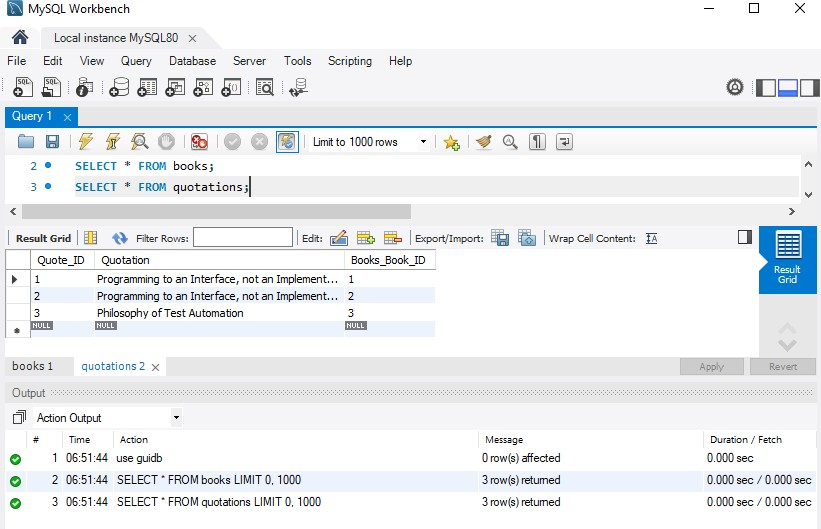 MySQL Workbench
Local instance MySQL80
File Edit View Query Database Server Tools Scripting Help
Query 1
Limit to 1000 rows
2 SELECT * FROM books;
3 SELECT * FROM quotations;
Result Grid Filter Rows: Edit: Export/Import: Wrap Cell Content:
Quote_ID Quotation Books_Book_ID
1 Programming to an Interface, not an Implement... 1
2 Programming to an Interface, not an Implement... 2
3 Philosophy of Test Automation 3
NULL NULL NULL
Result
Grid
books 1 quotations 2 Apply Revert
Output
Action Output
# Time Action Message Duration / Fetch
1 06:51:44 use guidb 0 row(s) affected 0.000 sec
2 06:51:44 SELECT * FROM books LIMIT 0, 1000 3 row(s) returned 0.000 sec / 0.000 sec
3 06:51:44 SELECT * FROM quotations LIMIT 0, 1000 3 row(s) returned 0.000 sec / 0.000 sec